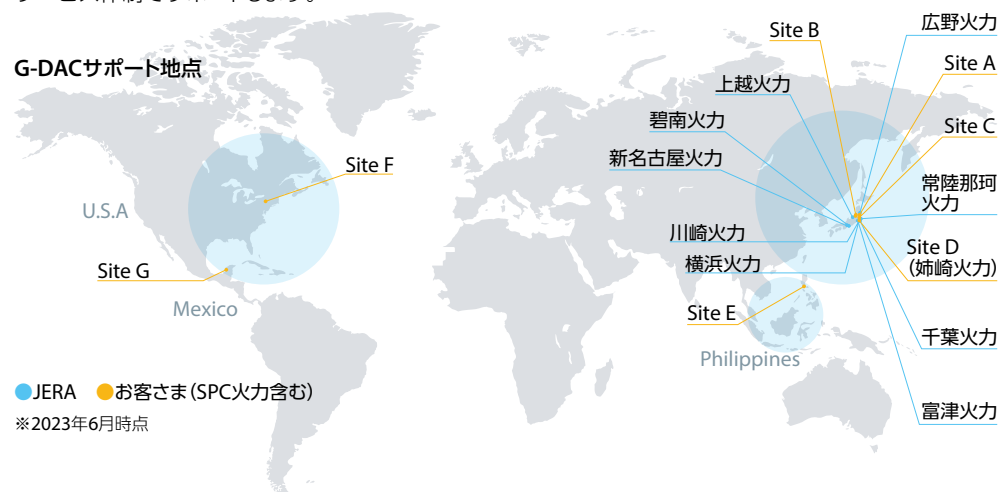 G-DACサポート地点
Site B
広野火力
Site A
上越火力
碧南火力
Site C
新名古屋火力
Site F
常陸那珂
火力
U.S.A
川崎火力
Site D
(姉崎火力)
横浜火力
Site G
Mexico
Site E
千葉火力
Philippines
JERA お客さま(SPC火力含む)
富津火力
※2023年6月時点